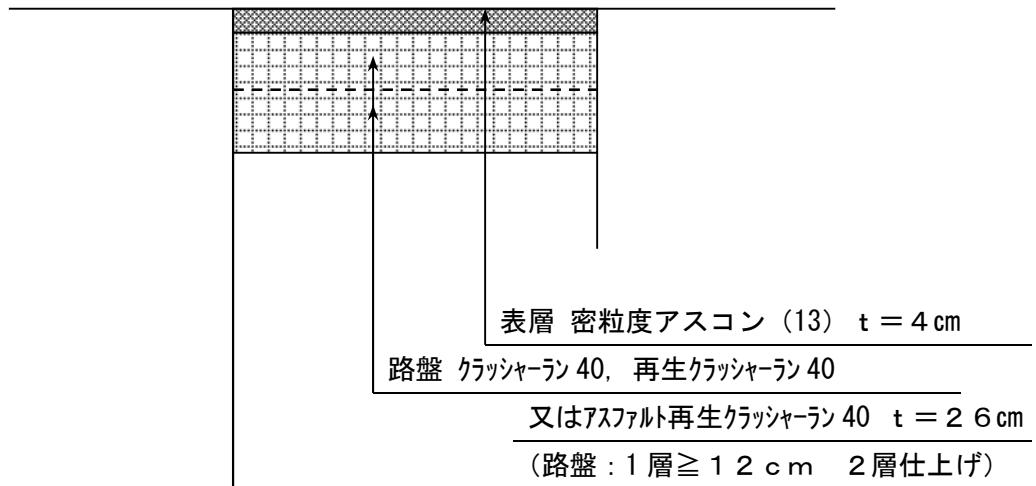 表層 密粒度アスコン（13） ｔ＝４㎝
路盤 ｸﾗｯｼｬｰﾗﾝ 40, 再生ｸﾗｯｼｬｰﾗﾝ 40
又はｱｽﾌｧﾙﾄ再生ｸﾗｯｼｬｰﾗﾝ 40 ｔ＝２６㎝
（路盤：１層≧１２ｃｍ　２層仕上げ）